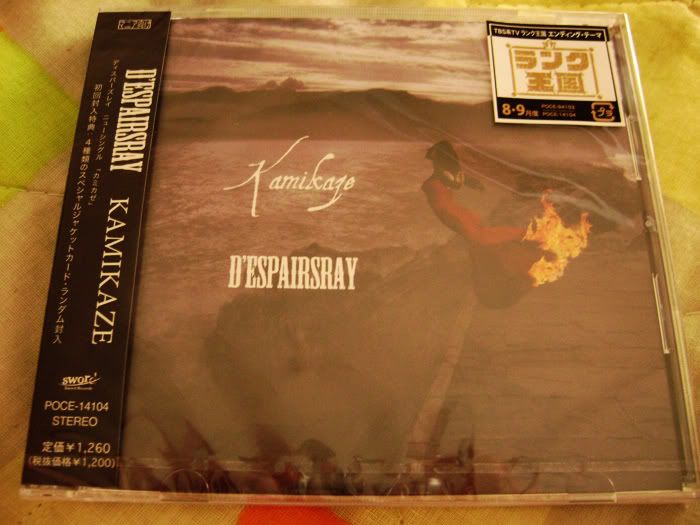 D'ESPAIRSRAY KAMIKAZE
ディスパーズレイ ニューシングル 「カミカゼ」
初回封入特典:4種類のスペシャルジャケットカード・ランダム封入
sword
POCE-14104
STEREO
定価¥1,260
(税抜価格¥1,200)
Kamikaze
D'ESPAIRSRAY
TBS系TV ランク王国 エンディング・テーマ
ランク
王国
8・9月度
POCE-94103
POCE-14104